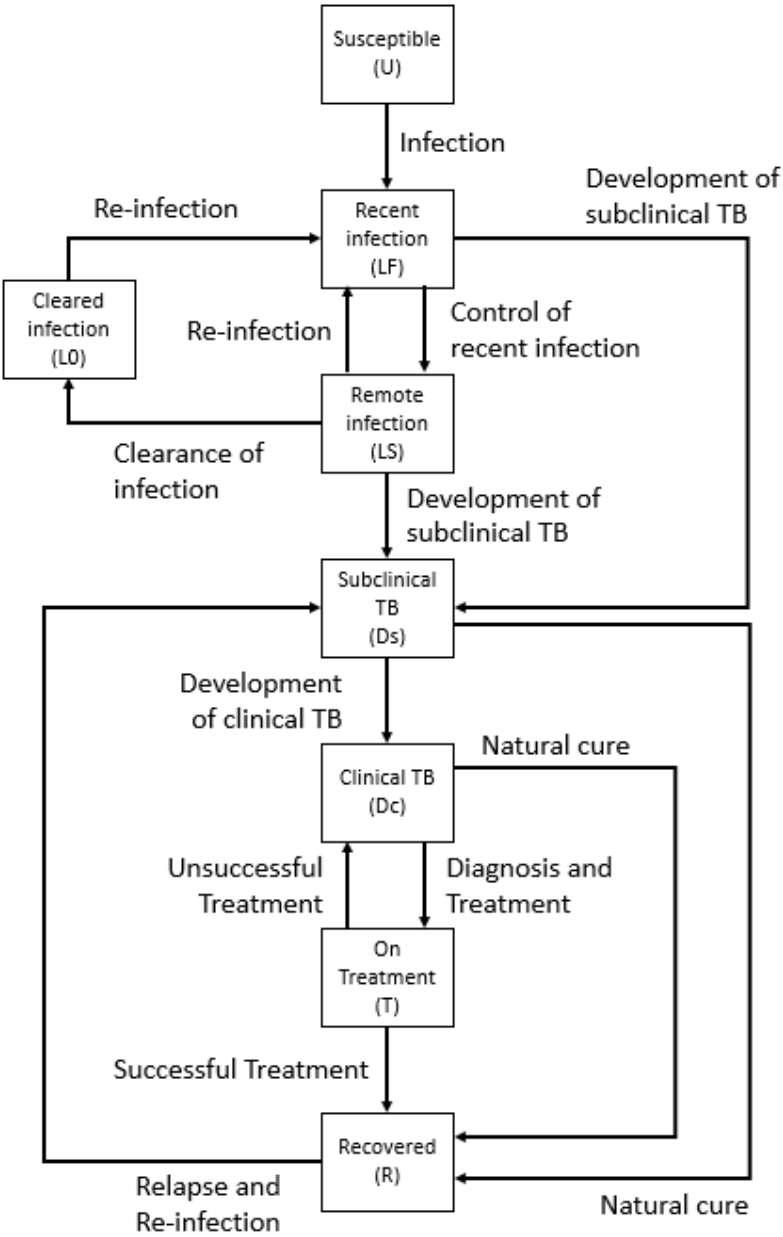 Susceptible
(U)
Infection
Development of
subclinical TB
Re-infection
Recent
infection
(LF)
Cleared
infection
(L0)
Re-infection
Control of
recent infection
Remote
infection
(LS)
Clearance of
infection
Development of
subclinical TB
Subclinical
TB
(Ds)
Development
of clinical TB
Natural cure
Clinical TB
(Dc)
Unsuccessful
Treatment
Diagnosis and
Treatment
On
Treatment
(T)
Successful Treatment
Recovered
(R)
Relapse and
Re-infection
Natural cure